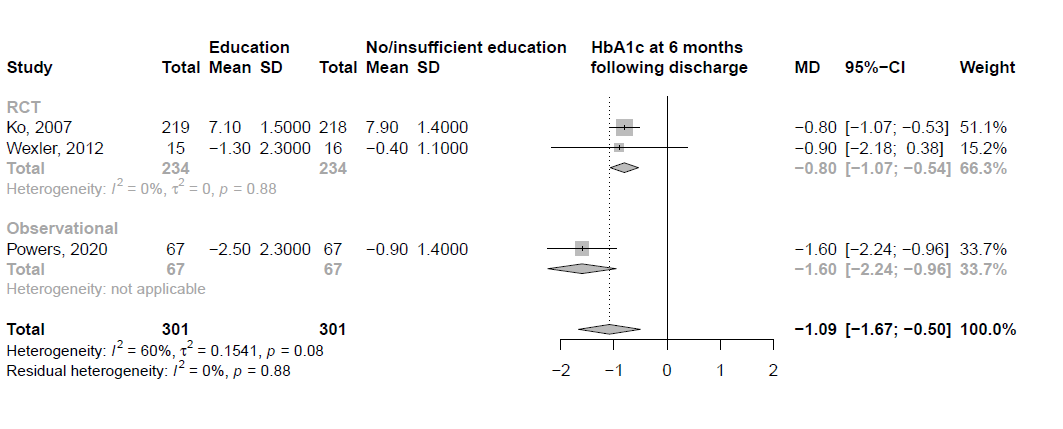 Education No/insufficient education HbA1c at 6 months
Study Total Mean SD Total Mean SD following discharge MD 95%−CI Weight
RCT
Ko, 2007 219 7.10 1.5000 218 7.90 1.4000 −0.80 [−1.07; −0.53] 51.1%
Wexler, 2012 15 −1.30 2.3000 16 −0.40 1.1000 −0.90 [−2.18; 0.38] 15.2%
Total 234 234 −0.80 [−1.07; −0.54] 66.3%
Heterogeneity: I² = 0%, τ² = 0, p = 0.88
Observational
Powers, 2020 67 −2.50 2.3000 67 −0.90 1.4000 −1.60 [−2.24; −0.96] 33.7%
Total 67 67 −1.60 [−2.24; −0.96] 33.7%
Heterogeneity: not applicable
Total 301 301 −1.09 [−1.67; −0.50] 100.0%
Heterogeneity: I² = 60%, τ² = 0.1541, p = 0.08
Residual heterogeneity: I² = 0%, p = 0.88
−2 −1 0 1 2